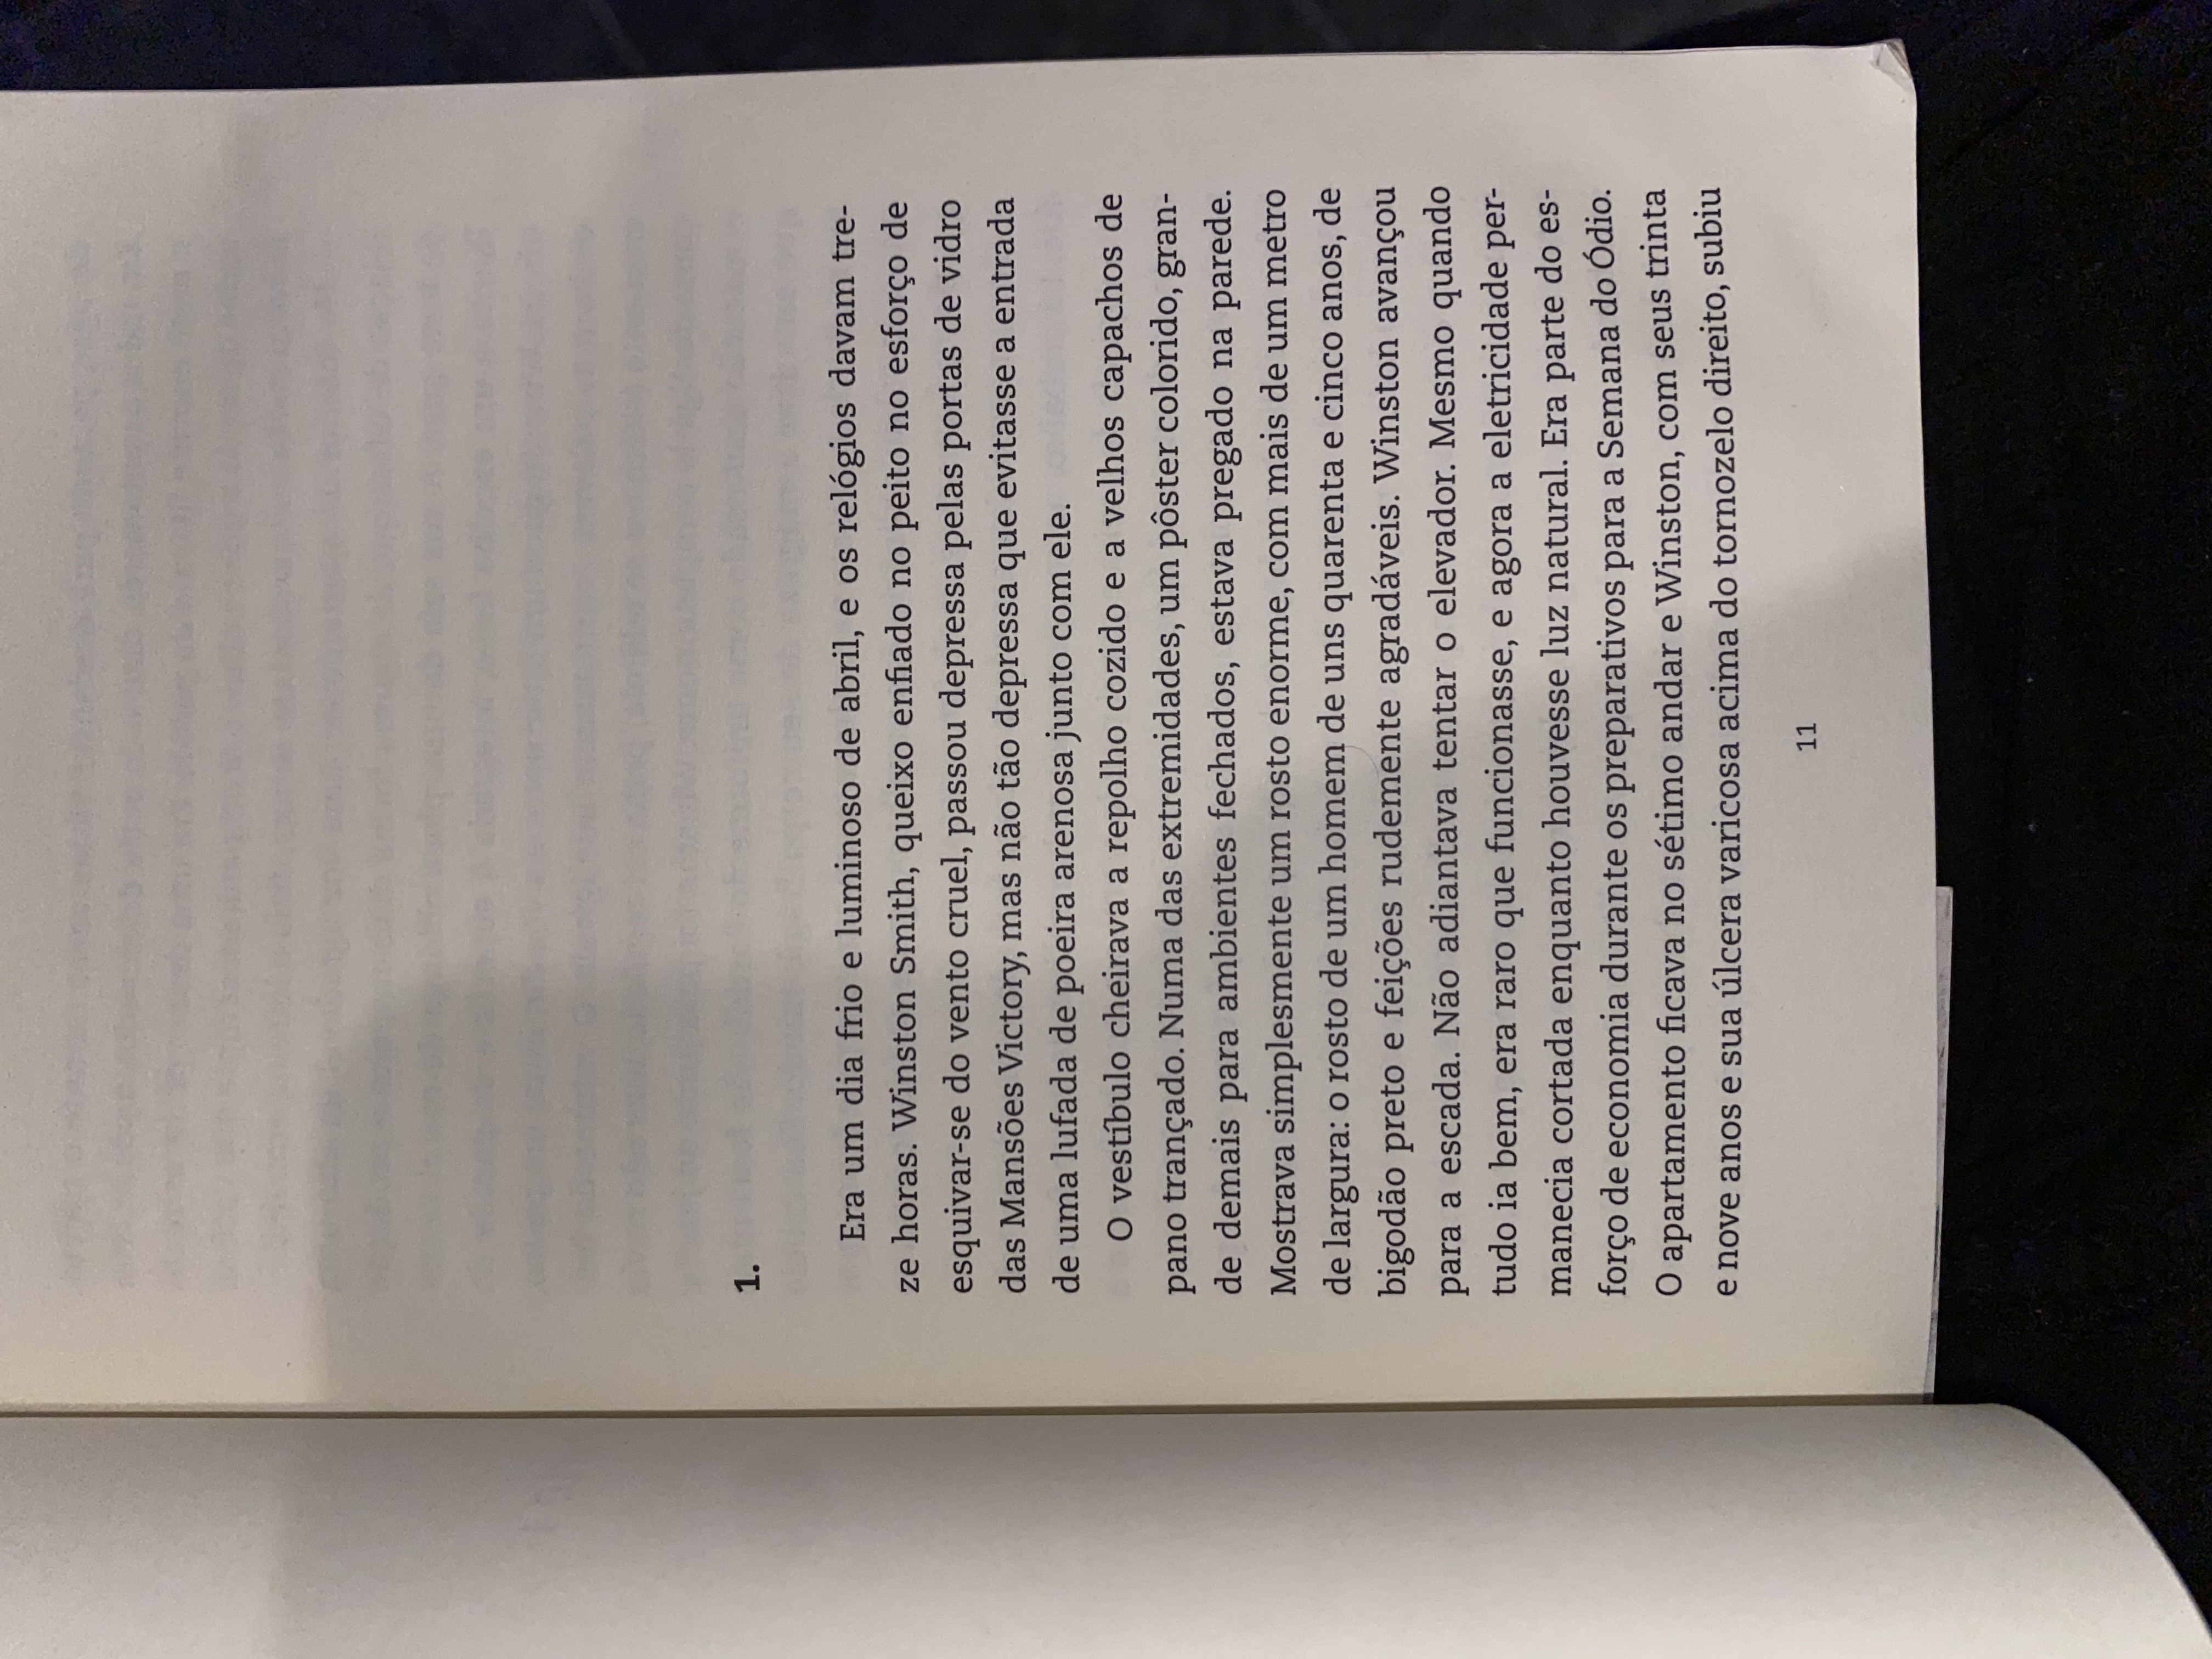 1.
Era um dia frio e luminoso de abril, e os relógios davam tre-
ze horas. Winston Smith, queixo enfiado no peito no esforço de
esquivar-se do vento cruel, passou depressa pelas portas de vidro
das Mansões Victory, mas não tão depressa que evitasse a entrada
de uma lufada de poeira arenosa junto com ele.
O vestíbulo cheirava a repolho cozido e a velhos capachos de
pano trançado. Numa das extremidades, um pôster colorido, gran-
de demais para ambientes fechados, estava pregado na parede.
Mostrava simplesmente um rosto enorme, com mais de um metro
de largura: o rosto de um homem de uns quarenta e cinco anos, de
bigodão preto e feições rudemente agradáveis. Winston avançou
para a escada. Não adiantava tentar o elevador. Mesmo quando
tudo ia bem, era raro que funcionasse, e agora a eletricidade per-
manecia cortada enquanto houvesse luz natural. Era parte do es-
forço de economia durante os preparativos para a Semana do Ódio.
O apartamento ficava no sétimo andar e Winston, com seus trinta
e nove anos e sua úlcera varicosa acima do tornozelo direito, subiu
11